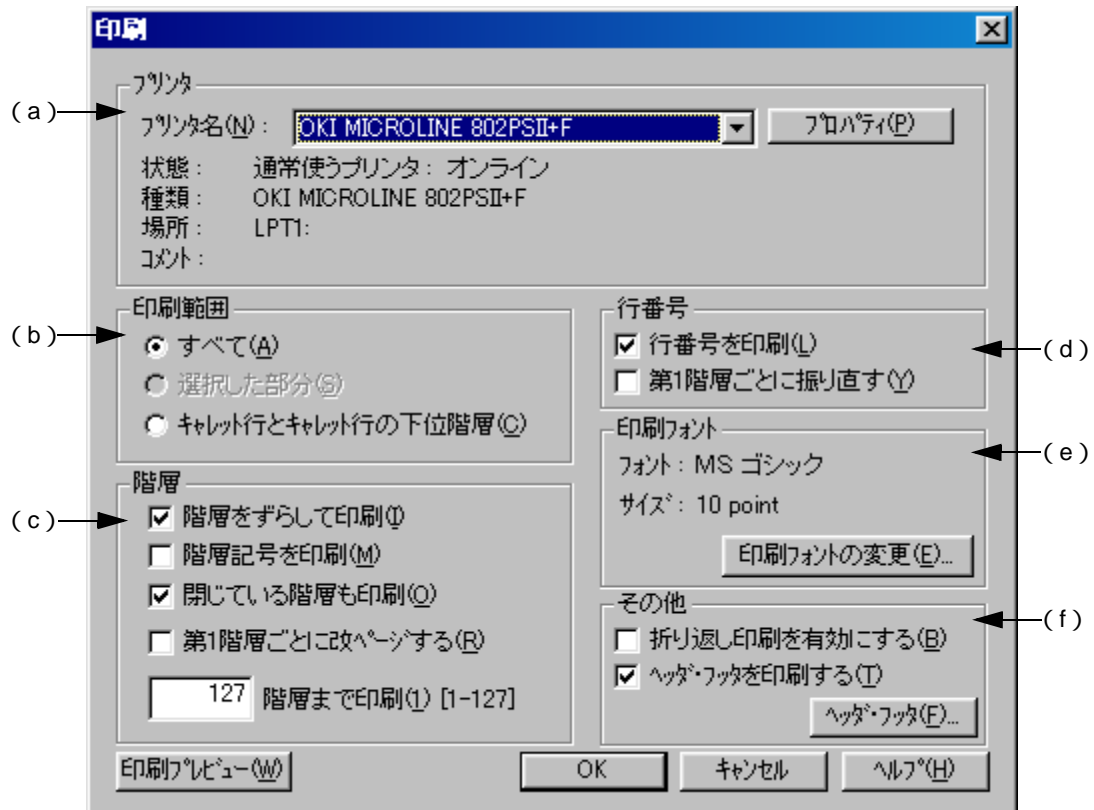 印刷
ﾌﾟﾘﾝﾀ
(a)
ﾌﾟﾘﾝﾀ名(N): OKI MICROLINE 802PSII+F ﾌﾟﾛﾊﾟﾃｨ(P)
状態: 通常使うプリンタ: オンライン
種類: OKI MICROLINE 802PSII+F
場所: LPT1:
ｺﾒﾝﾄ:
印刷範囲
(b)
すべて(A)
選択した部分(S)
ｷｬﾚｯﾄ行とｷｬﾚｯﾄ行の下位階層(C)
行番号
行番号を印刷(L)
(d)
第1階層ごとに振り直す(Y)
印刷ﾌｫﾝﾄ
(e)
ﾌｫﾝﾄ: MS ゴシック
ｻｲｽﾞ: 10 point
印刷ﾌｫﾝﾄの変更(E)...
階層
(c)
階層をずらして印刷(I)
階層記号を印刷(M)
閉じている階層も印刷(O)
第1階層ごとに改ﾍﾟｰｼﾞする(R)
127 階層まで印刷(1) [1-127]
その他
(f)
折り返し印刷を有効にする(B)
ﾍｯﾀﾞ･ﾌｯﾀを印刷する(T)
ﾍｯﾀﾞ･ﾌｯﾀ(F)...
印刷ﾌﾟﾚﾋﾞｭｰ(W) OK ｷｬﾝｾﾙ ﾍﾙﾌﾟ(H)